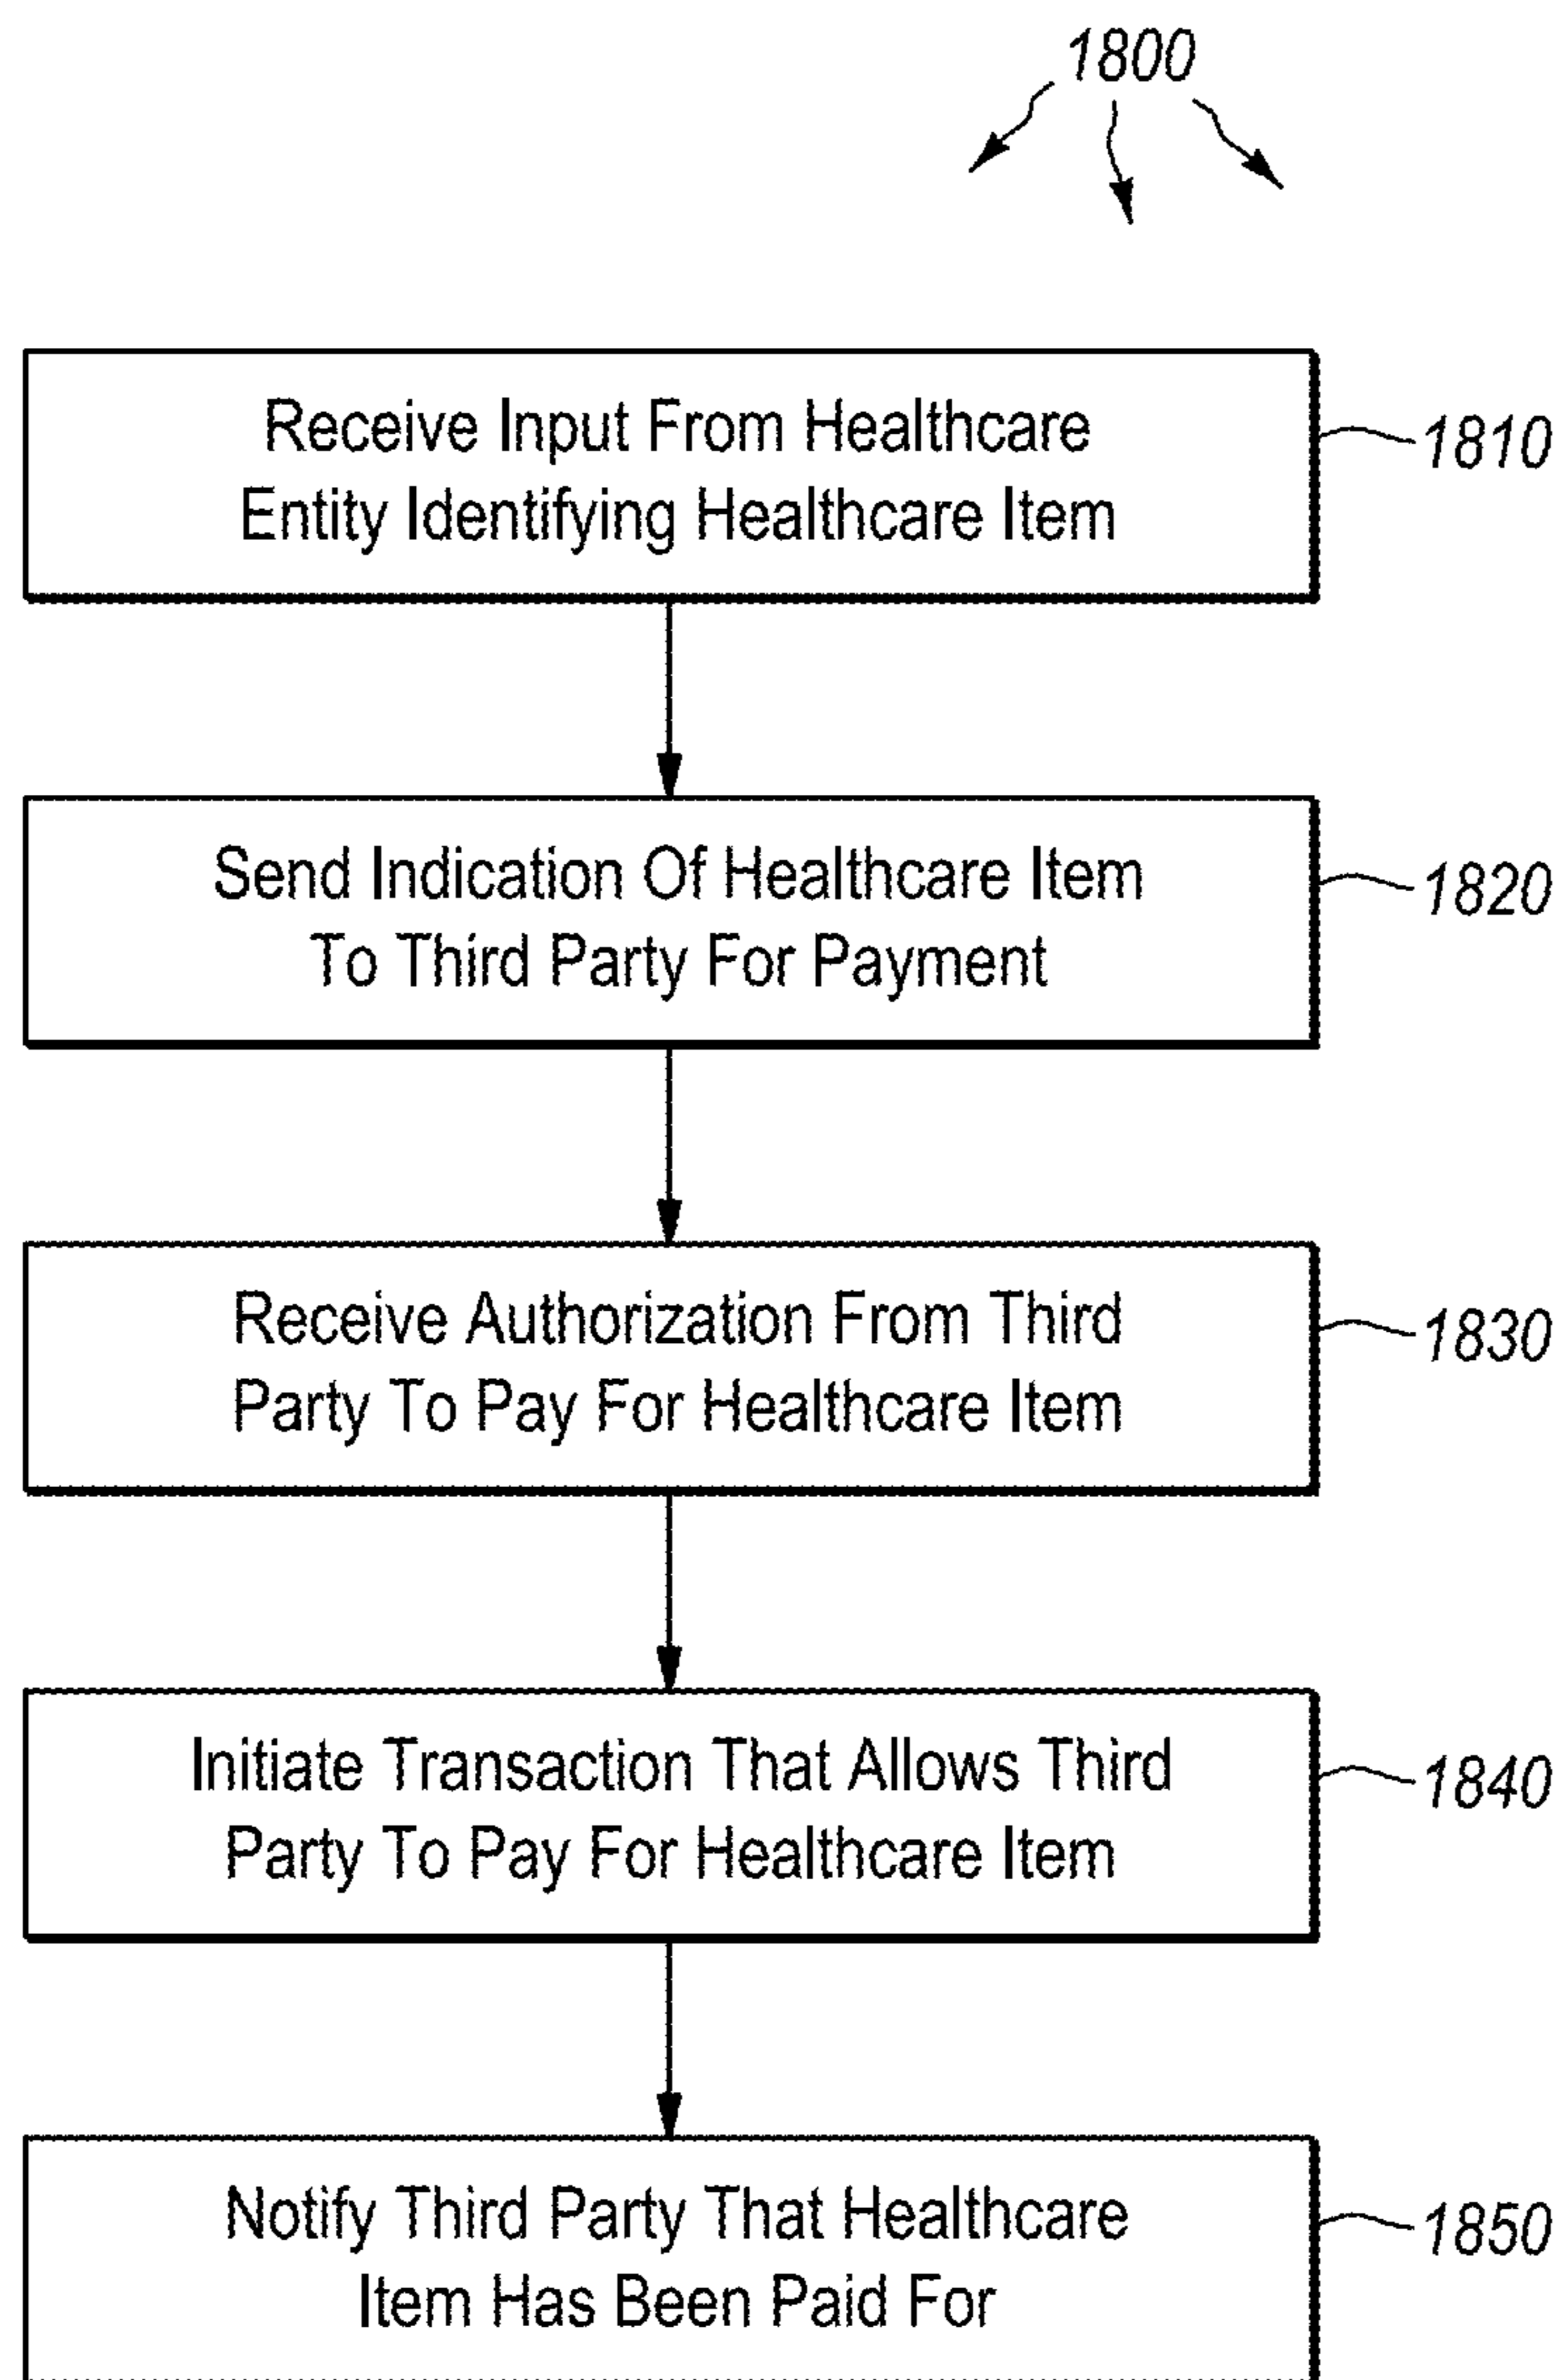 1800
Receive Input From Healthcare
Entity Identifying Healthcare Item
1810
Send Indication Of Healthcare Item
To Third Party For Payment
1820
Receive Authorization From Third
Party To Pay For Healthcare Item
1830
Initiate Transaction That Allows Third
Party To Pay For Healthcare Item
1840
Notify Third Party That Healthcare
Item Has Been Paid For
1850